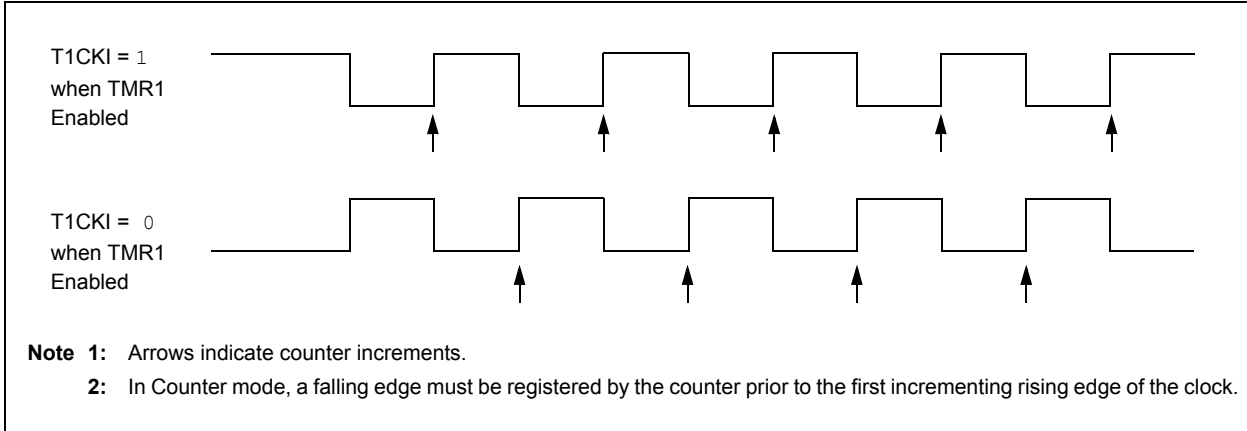 T1CKI = 1
when TMR1
Enabled
T1CKI = 0
when TMR1
Enabled
Note 1: Arrows indicate counter increments.
2: In Counter mode, a falling edge must be registered by the counter prior to the first incrementing rising edge of the clock.